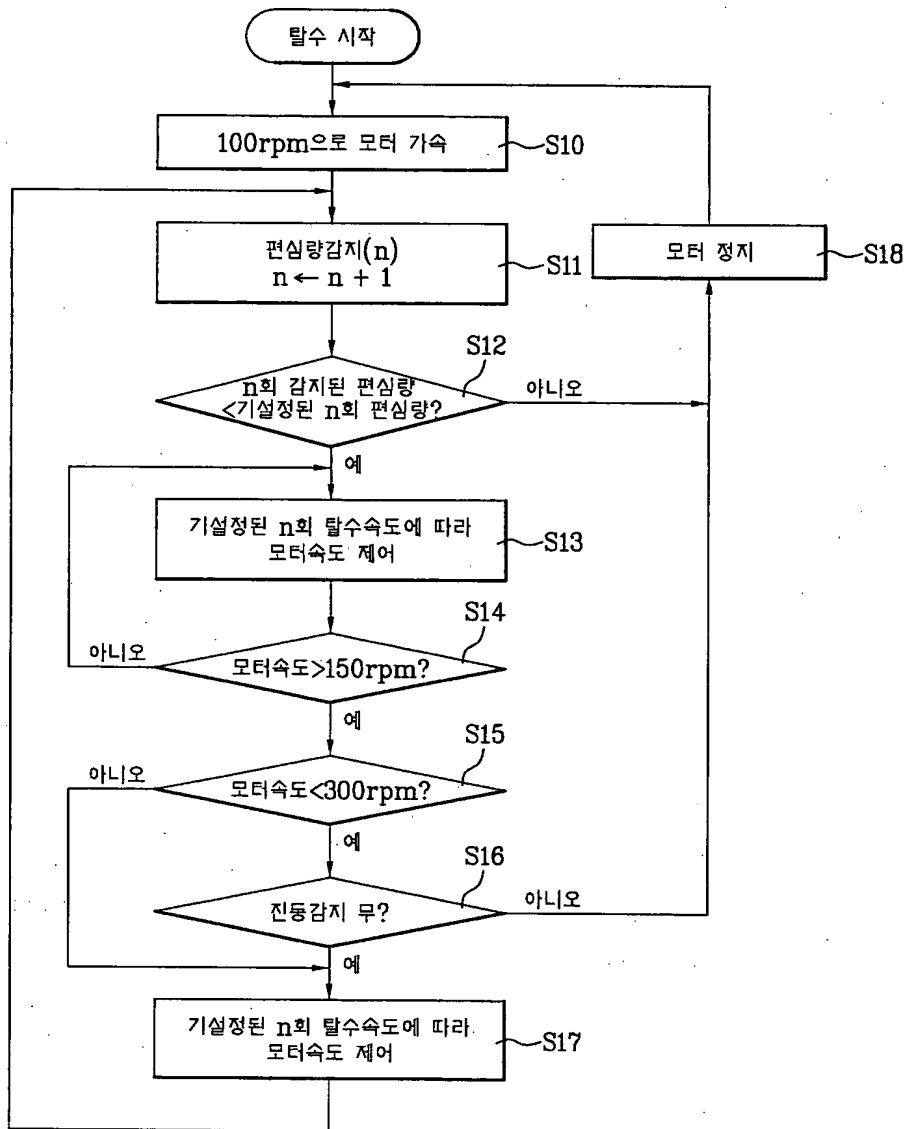 탈수 시작
100rpm으로 모터 가속
S10
편심량감지(n)
n ← n + 1
S11
모터 정지
S18
S12
n회 감지된 편심량
<기설정된 n회 편심량?
아니오
예
기설정된 n회 탈수속도에 따라
모터속도 제어
S13
S14
아니오
모터속도>150rpm?
예
S15
아니오
모터속도<300rpm?
예
S16
진동감지 무?
아니오
예
기설정된 n회 탈수속도에 따라
모터속도 제어
S17